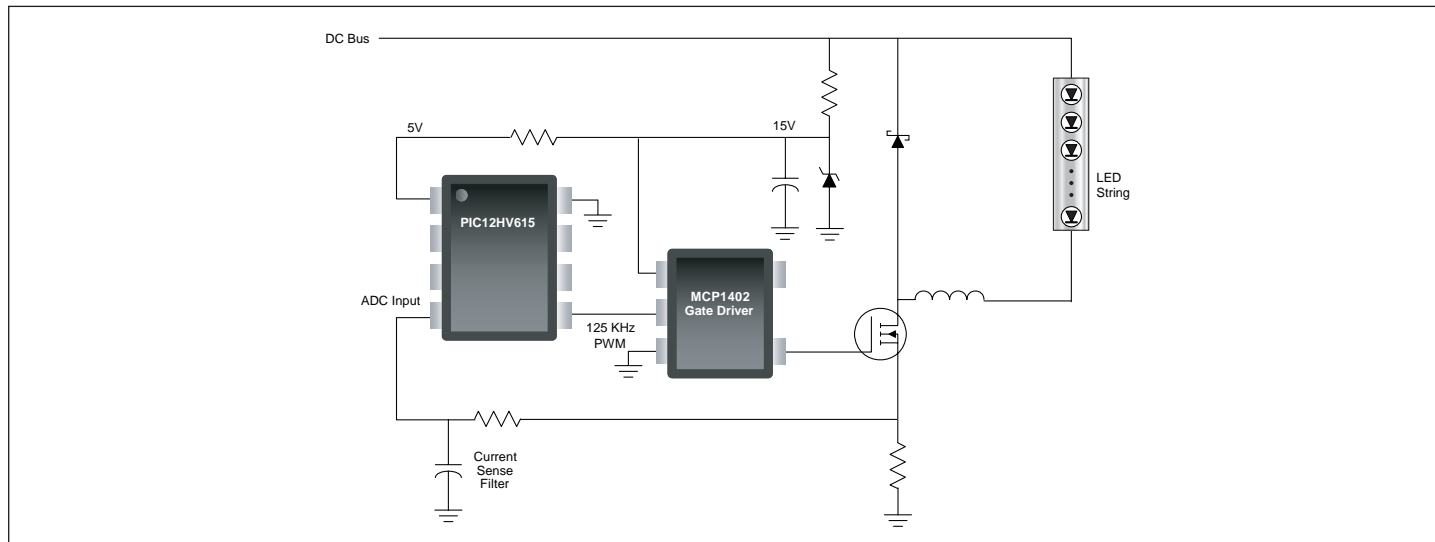 DC Bus
5V
15V
LED
String
PIC12HV615
ADC Input
MCP1402
Gate Driver
125 KHz
PWM
Current
Sense
Filter